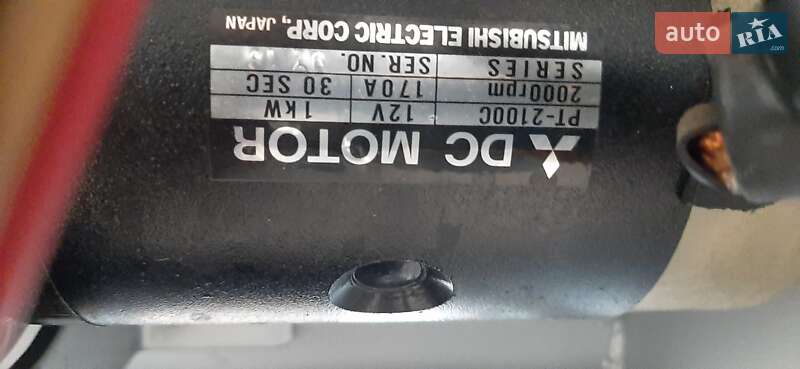 DC MOTOR
PT-2100C 12V 1kW
2000rpm 170A 30 SEC
SERIES SER. NO.
MITSUBISHI ELECTRIC CORP., JAPAN
auto RIA.com